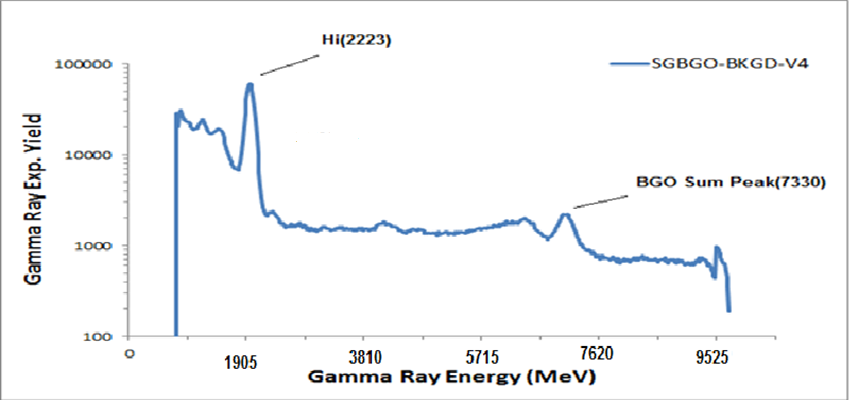 Hi(2223)
100000
SGBGO-BKGD-V4
10000
BGO Sum Peak(7330)
Gamma Ray Exp. Yield
1000
100
0
1905
3810
5715
7620
9525
Gamma Ray Energy (MeV)